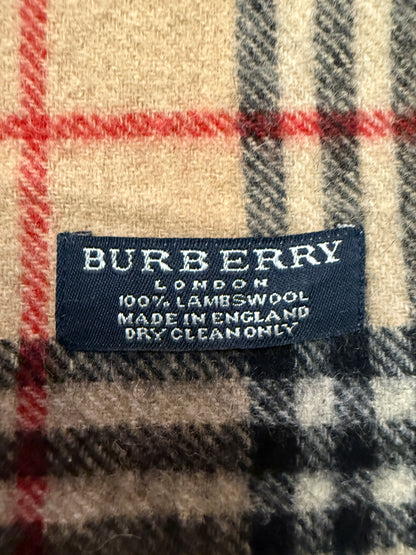 BURBERRY
LONDON
100% LAMBSWOOL
MADE IN ENGLAND
DRY CLEAN ONLY